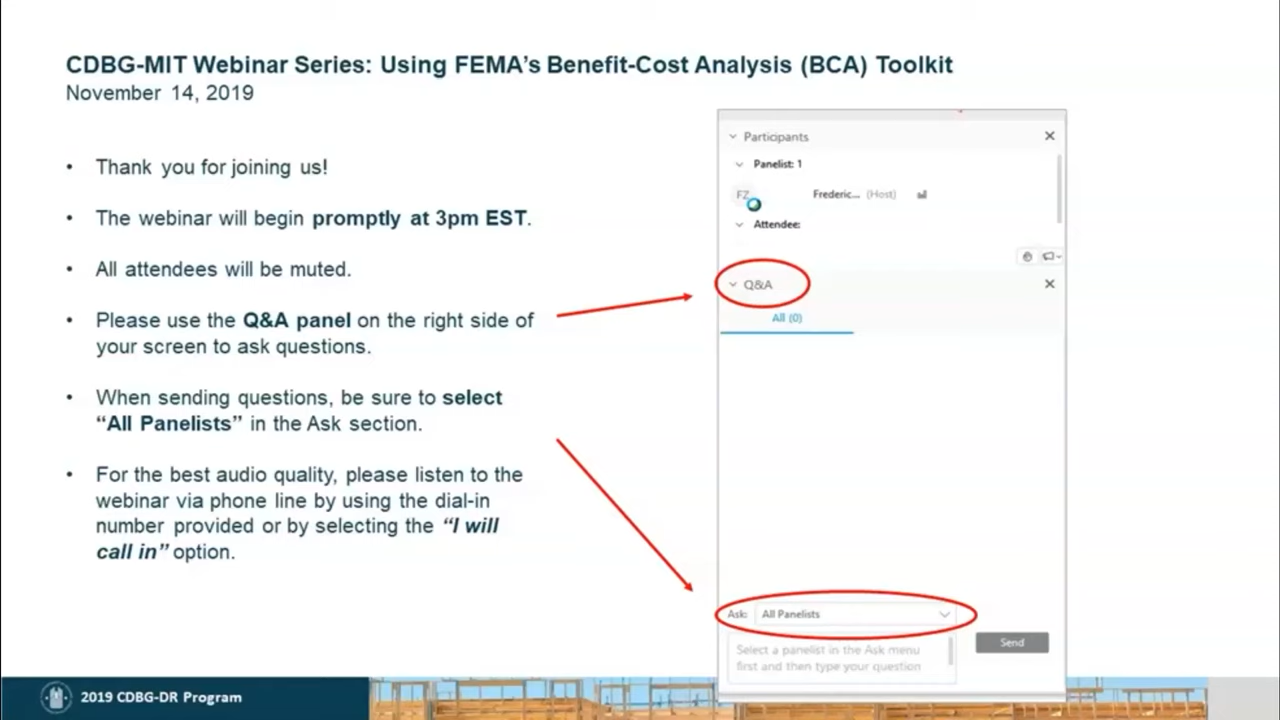 CDBG-MIT Webinar Series: Using FEMA's Benefit-Cost Analysis (BCA) Toolkit
November 14, 2019
• Thank you for joining us!
• The webinar will begin promptly at 3pm EST.
• All attendees will be muted.
• Please use the Q&A panel on the right side of
your screen to ask questions.
• When sending questions, be sure to select
“All Panelists” in the Ask section.
• For the best audio quality, please listen to the
webinar via phone line by using the dial-in
number provided or by selecting the “I will
call in” option.
Participants
Panelist: 1
FZ Frederic... (Host)
Attendee:
Q&A
All (0)
Ask: All Panelists
Select a panelist in the Ask menu
first and then type your question
Send
2019 CDBG-DR Program